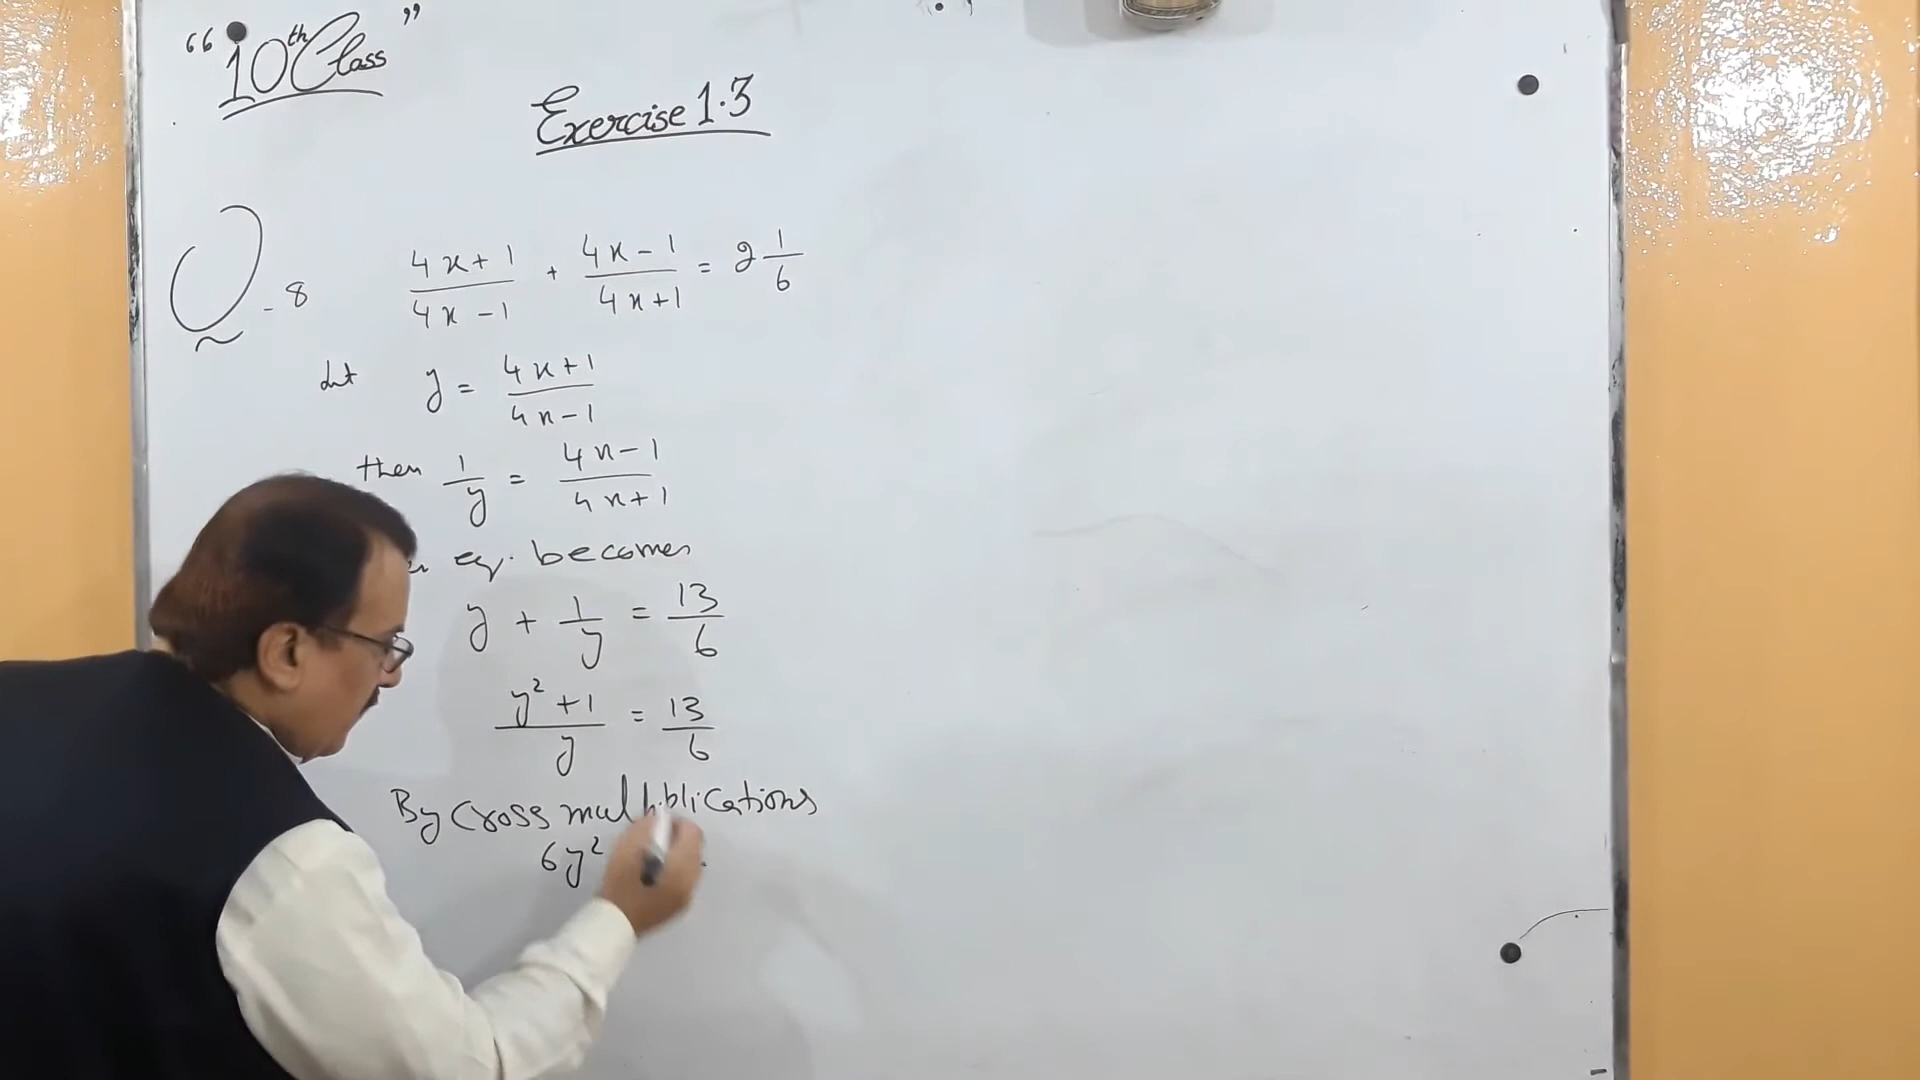 “10th Class”
Exercise 1.3
Q-8 (4x+1)/(4x-1) + (4x-1)/(4x+1) = 2 1/6
Let y = (4x+1)/(4x-1)
then 1/y = (4x-1)/(4x+1)
eq. becomes
y + 1/y = 13/6
(y²+1)/y = 13/6
By Cross multiplications
6y²